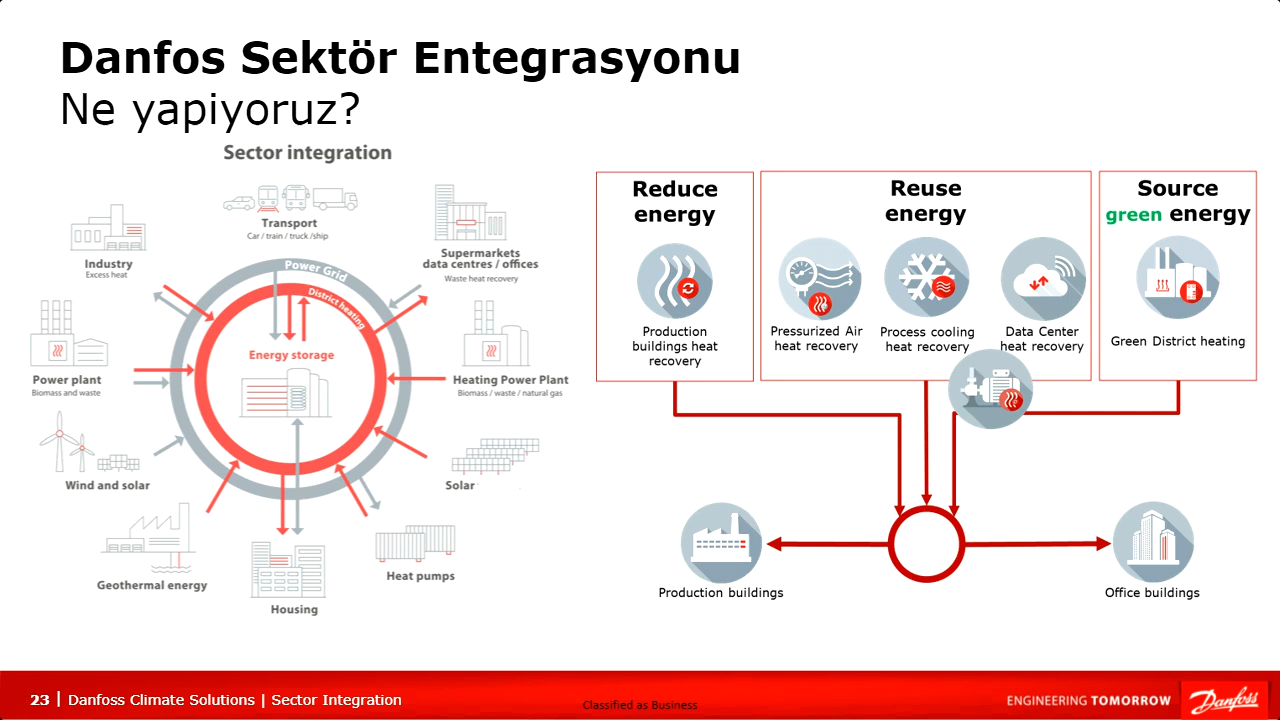 Danfos Sektör Entegrasyonu
Ne yapiyoruz?
Sector integration
Transport
Car / train / truck /ship
Industry
Excess heat
Supermarkets
data centres / offices
Waste heat recovery
Power Grid
District heating
Energy storage
Power plant
Biomass and waste
Heating Power Plant
Biomass / waste / natural gas
Wind and solar
Solar
Geothermal energy
Heat pumps
Housing
Reduce
energy
Production
buildings heat
recovery
Reuse
energy
Pressurized Air
heat recovery
Process cooling
heat recovery
Data Center
heat recovery
Source
green energy
Green District heating
Production buildings
Office buildings
23 | Danfoss Climate Solutions | Sector Integration
Classified as Business
ENGINEERING TOMORROW
Danfoss